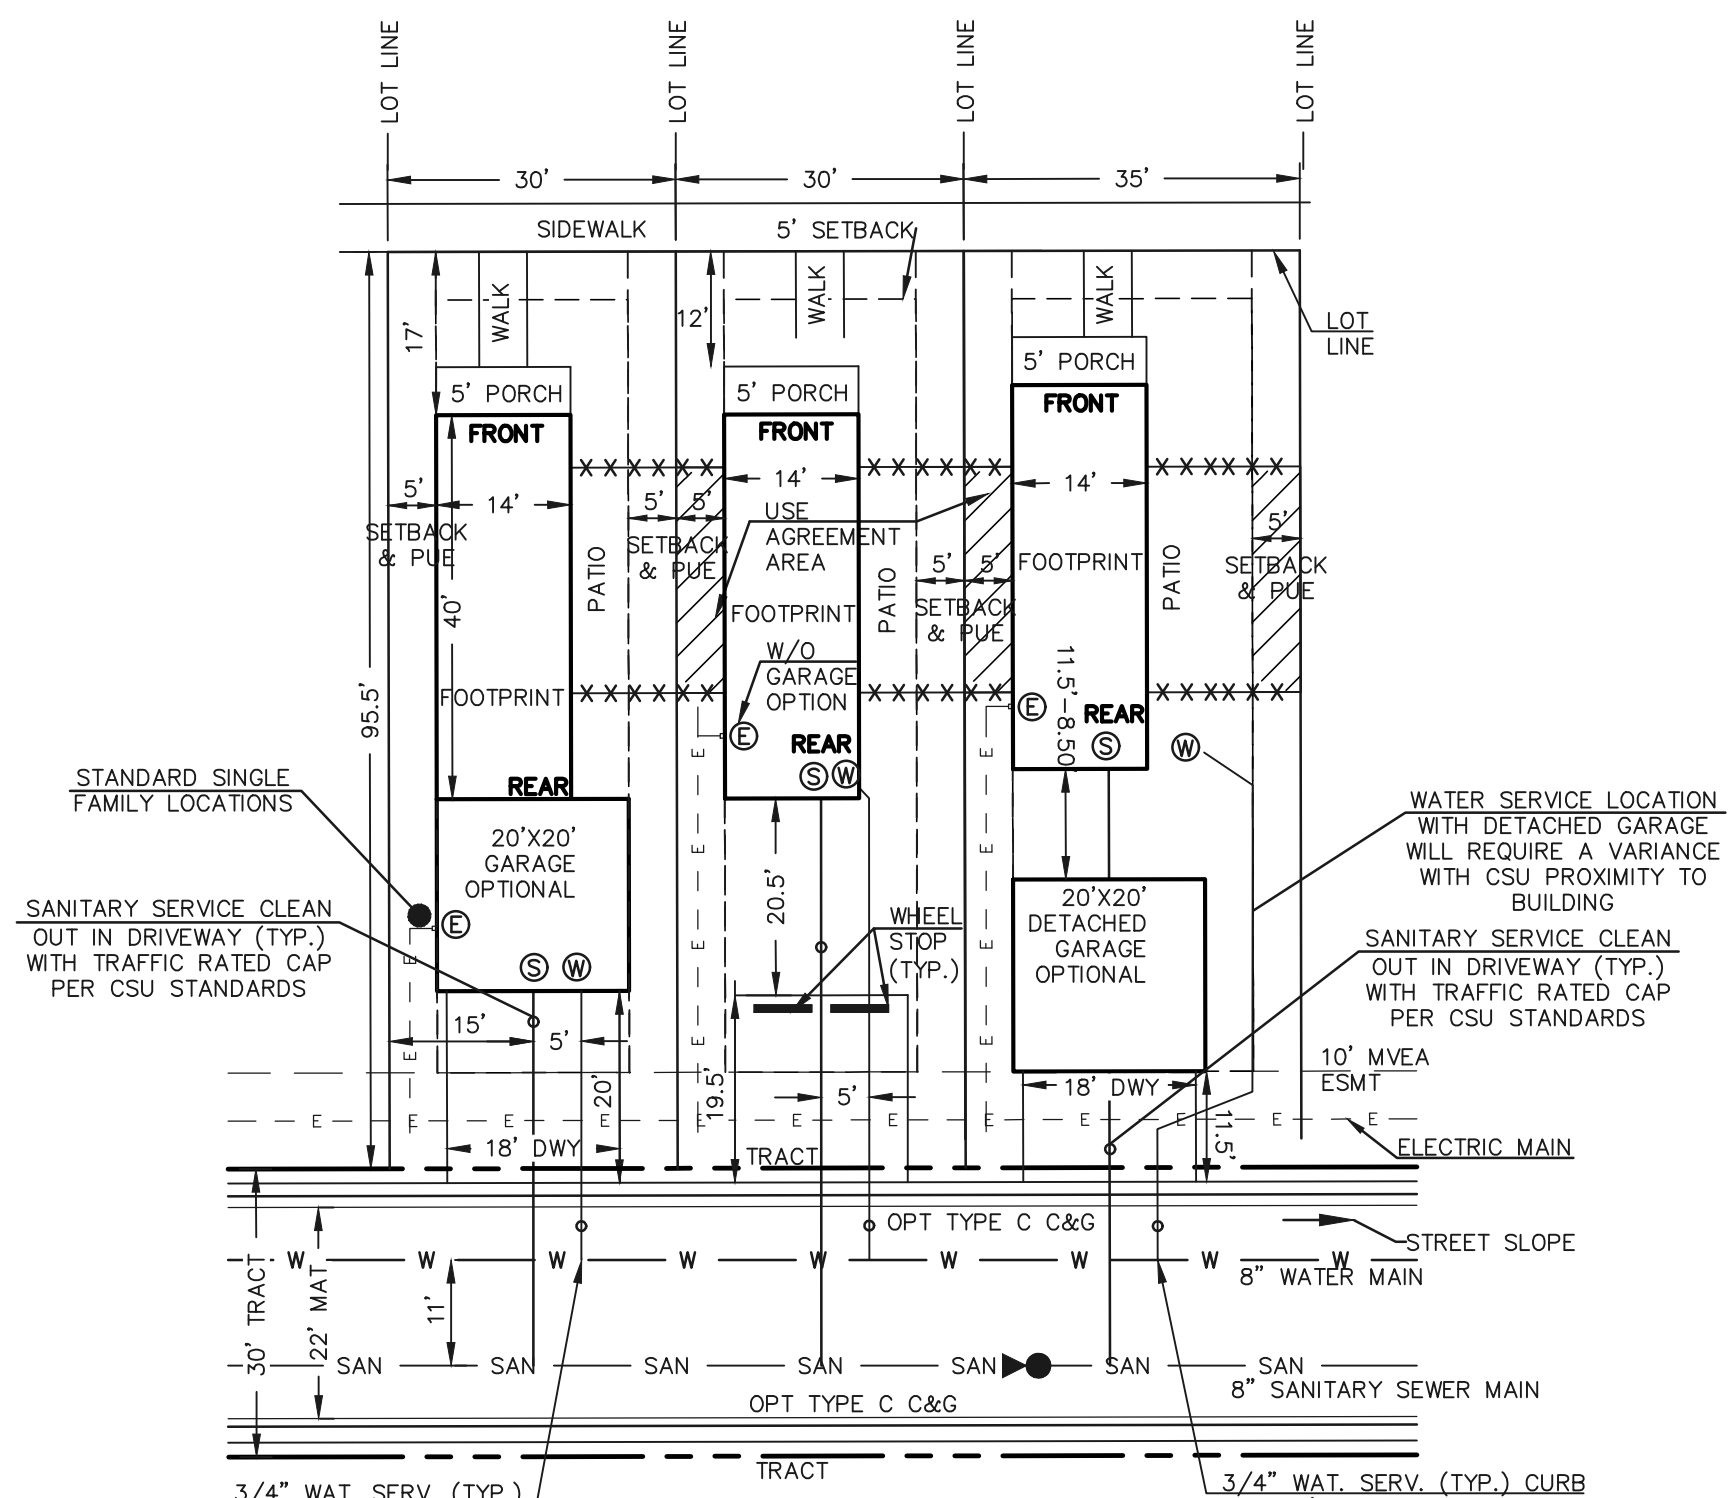 LOT LINE
LOT LINE
LOT LINE
LOT LINE
30'
30'
35'
SIDEWALK
5' SETBACK
WALK
WALK
WALK
17'
12'
LOT
LINE
5' PORCH
5' PORCH
5' PORCH
FRONT
FRONT
FRONT
X X X X X X
X X X X X X
X X XX X X
5'
14'
SETBACK
& PUE
5'
5'
SETBACK
& PUE
14'
USE
AGREEMENT
AREA
5'
5'
SETBACK
& PUE
14'
5'
SETBACK
& PUE
PATIO
PATIO
PATIO
40'
95.5'
FOOTPRINT
FOOTPRINT
FOOTPRINT
W/O
GARAGE
OPTION
11.5'-8.50'
X X X X X X
X X X X X X
X X XX X X
E
E
REAR
REAR
REAR
S
W
S
W
STANDARD SINGLE
FAMILY LOCATIONS
20'X20'
GARAGE
OPTIONAL
E
S
W
SANITARY SERVICE CLEAN
OUT IN DRIVEWAY (TYP.)
WITH TRAFFIC RATED CAP
PER CSU STANDARDS
20.5'
WHEEL
STOP
(TYP.)
20'X20'
DETACHED
GARAGE
OPTIONAL
WATER SERVICE LOCATION
WITH DETACHED GARAGE
WILL REQUIRE A VARIANCE
WITH CSU PROXIMITY TO
BUILDING
SANITARY SERVICE CLEAN
OUT IN DRIVEWAY (TYP.)
WITH TRAFFIC RATED CAP
PER CSU STANDARDS
E
E
E
E
E
E
E
E
15'
5'
20'
19.5'
5'
18' DWY
11.5'
10' MVEA
ESMT
E E E E E E E E E E E E
18' DWY
ELECTRIC MAIN
TRACT
OPT TYPE C C&G
STREET SLOPE
W W W W W W W W W
8" WATER MAIN
30' TRACT
22' MAT
11'
SAN SAN SAN SAN SAN SAN SAN
8" SANITARY SEWER MAIN
OPT TYPE C C&G
TRACT
3/4" WAT. SERV. (TYP.)
3/4" WAT. SERV. (TYP.) CURB